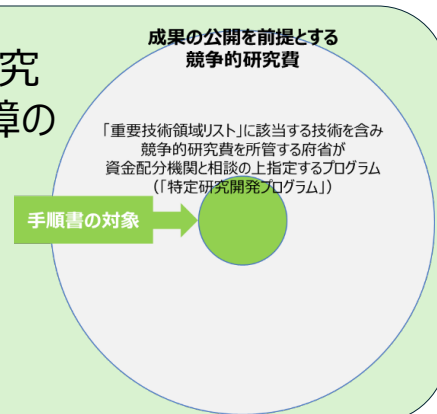 究
障の
成果の公開を前提とする
競争的研究費
「重要技術領域リスト」に該当する技術を含み
競争的研究費を所管する府省が
資金配分機関と相談の上指定するプログラム
（「特定研究開発プログラム」）
手順書の対象